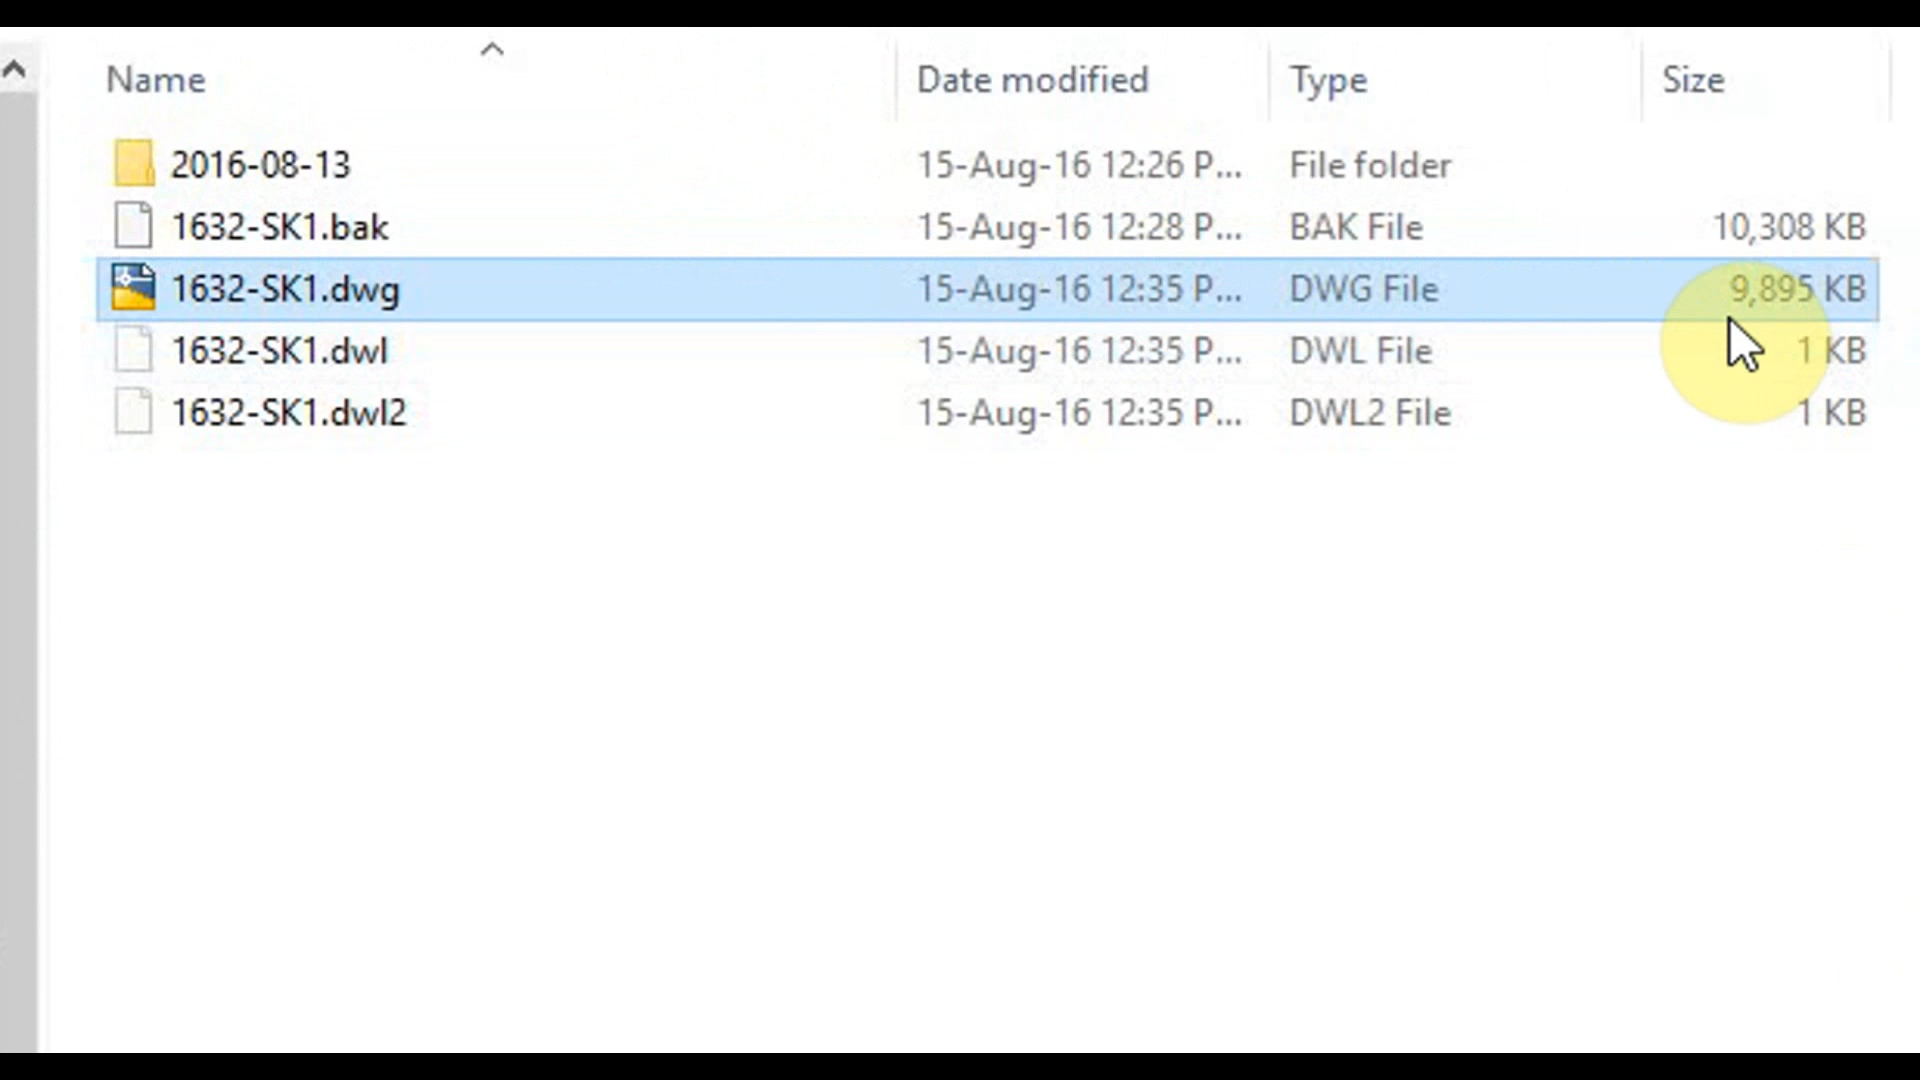 Name Date modified Type Size
2016-08-13 15-Aug-16 12:26 P... File folder
1632-SK1.bak 15-Aug-16 12:28 P... BAK File 10,308 KB
1632-SK1.dwg 15-Aug-16 12:35 P... DWG File 9,895 KB
1632-SK1.dwl 15-Aug-16 12:35 P... DWL File 1 KB
1632-SK1.dwl2 15-Aug-16 12:35 P... DWL2 File 1 KB